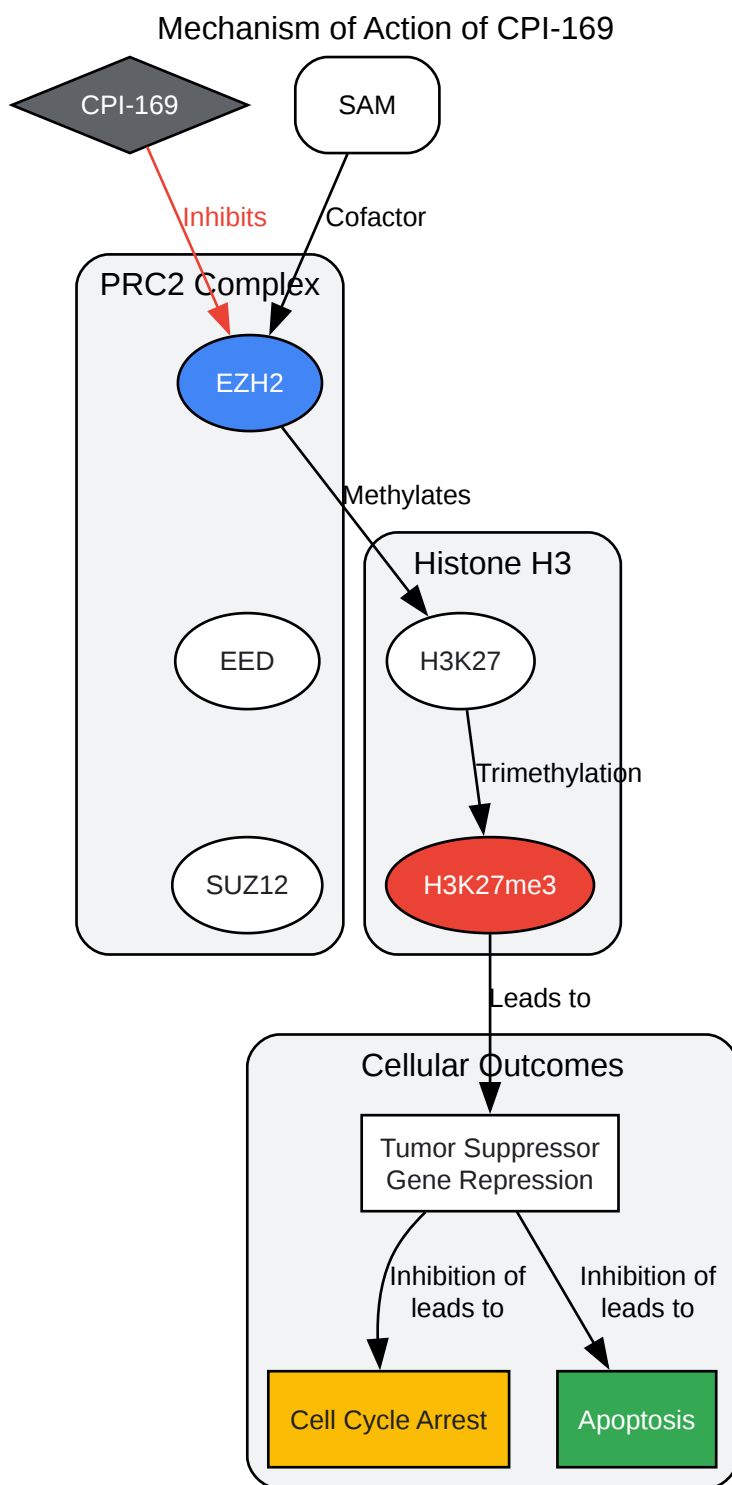 Mechanism of Action of CPI-169
CPI-169
SAM
Inhibits
Cofactor
PRC2 Complex
EZH2
Methylates
Histone H3
EED
H3K27
Trimethylation
SUZ12
H3K27me3
Leads to
Cellular Outcomes
Tumor Suppressor
Gene Repression
Inhibition of
leads to
Inhibition of
leads to
Cell Cycle Arrest
Apoptosis